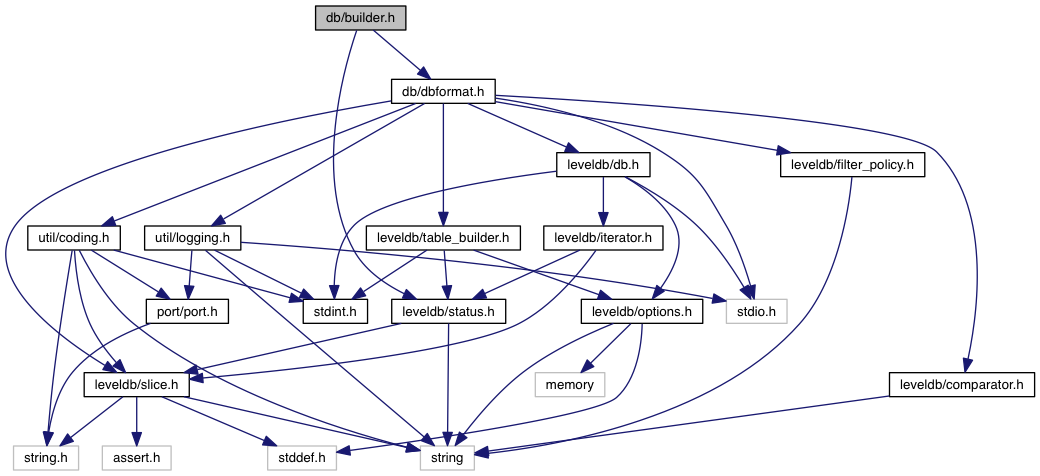 db/builder.h
db/dbformat.h
leveldb/db.h
leveldb/filter_policy.h
util/coding.h
util/logging.h
leveldb/table_builder.h
leveldb/iterator.h
port/port.h
stdint.h
leveldb/status.h
leveldb/options.h
stdio.h
leveldb/slice.h
memory
leveldb/comparator.h
string.h
assert.h
stddef.h
string